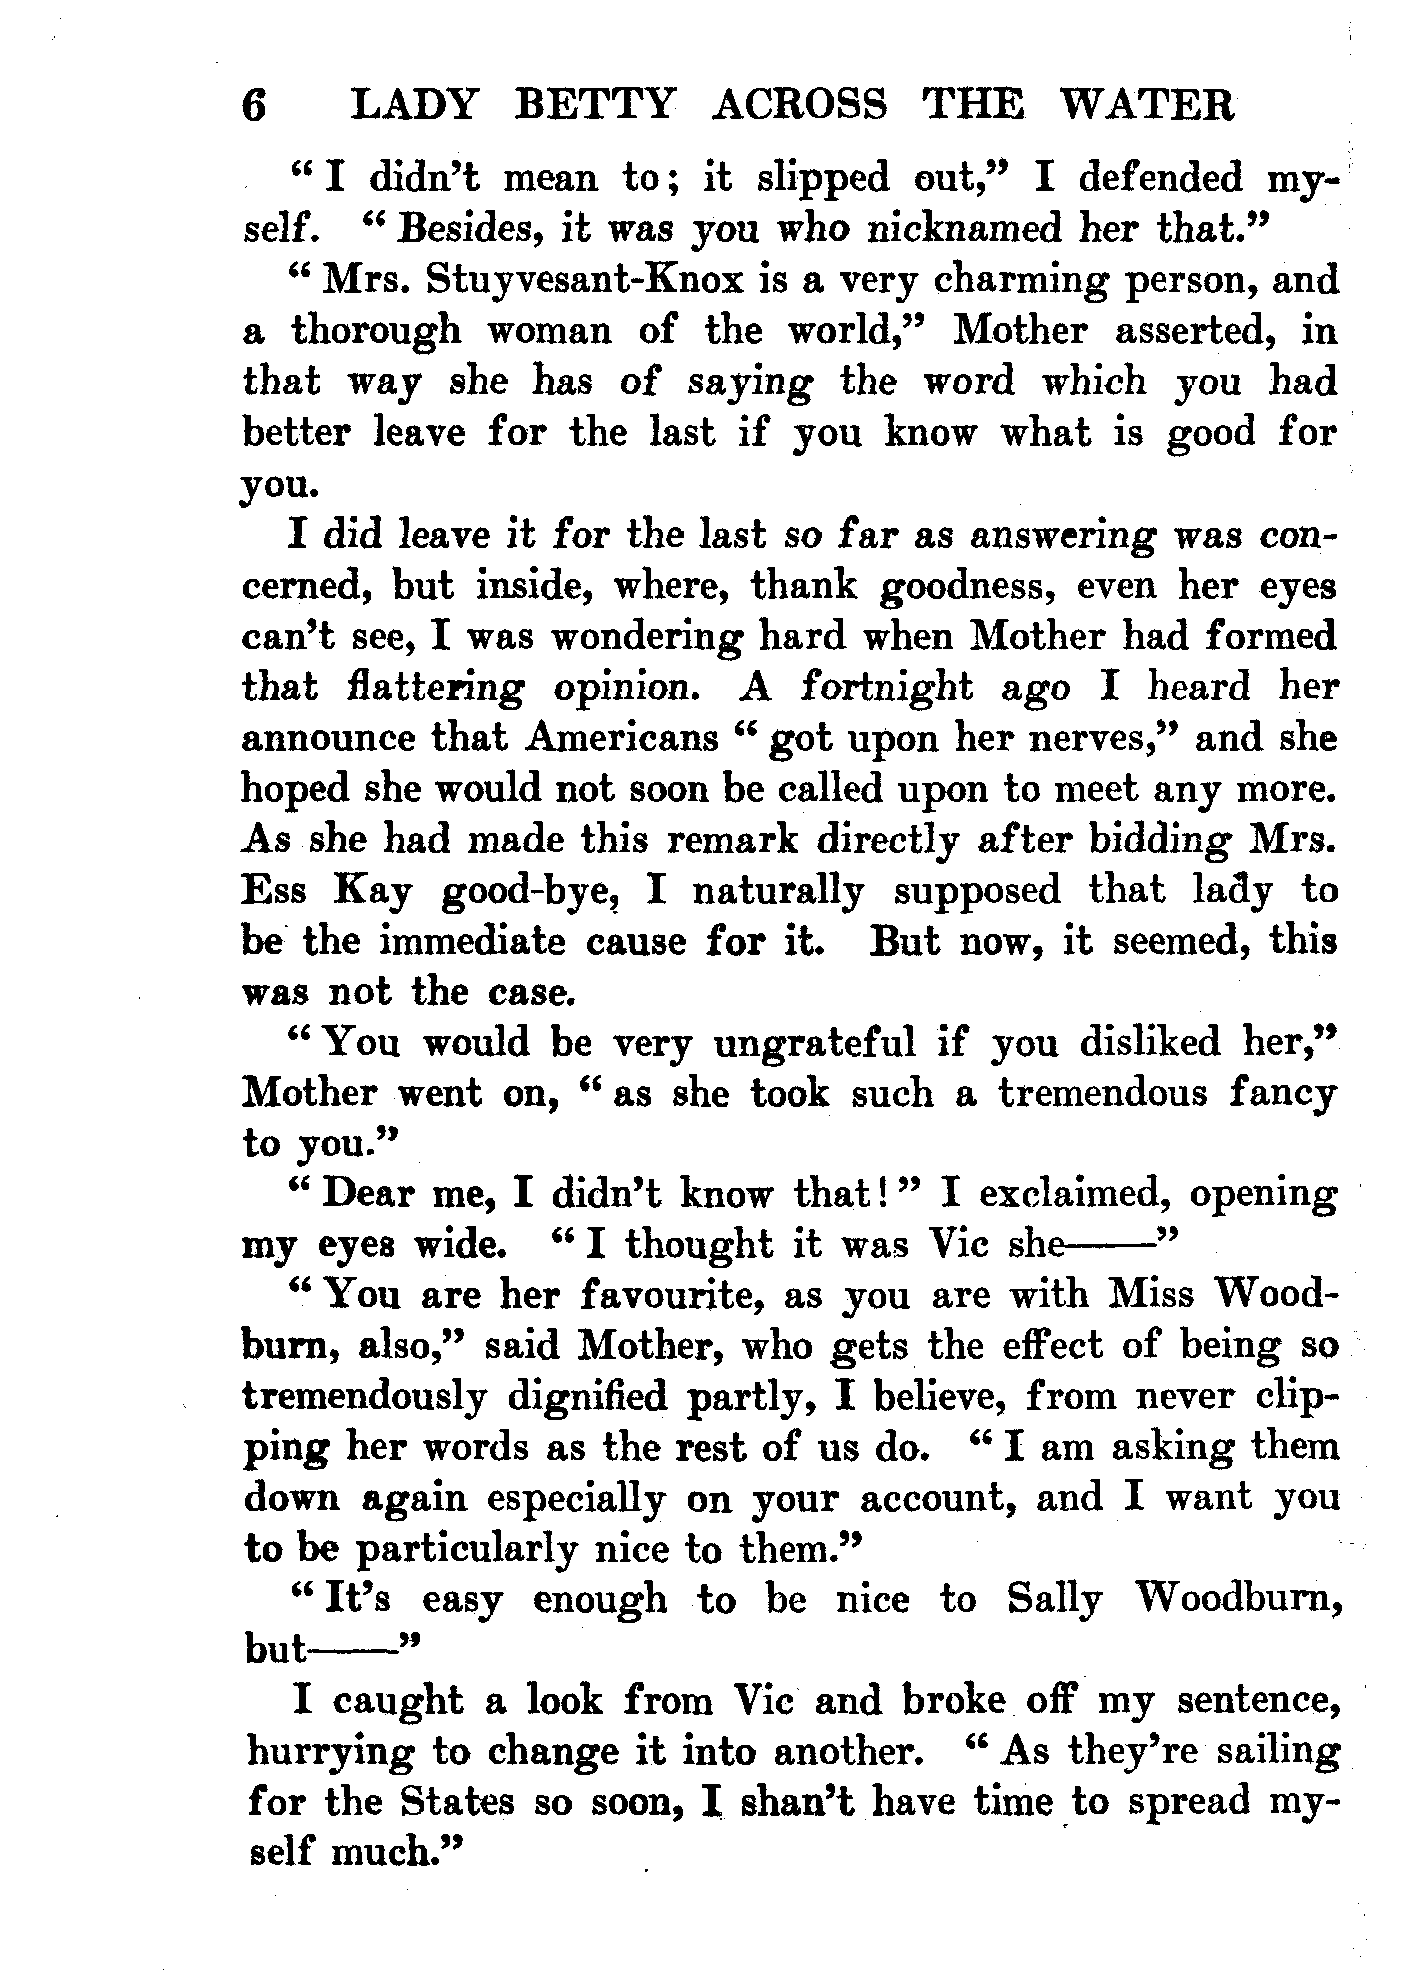 6 LADY BETTY ACROSS THE WATER
“ I didn’t mean to; it slipped out,” I defended my-
self. “ Besides, it was you who nicknamed her that.”
“ Mrs. Stuyvesant-Knox is a very charming person, and
a thorough woman of the world,” Mother asserted, in
that way she has of saying the word which you had
better leave for the last if you know what is good for
you.
I did leave it for the last so far as answering was con-
cerned, but inside, where, thank goodness, even her eyes
can’t see, I was wondering hard when Mother had formed
that flattering opinion. A fortnight ago I heard her
announce that Americans “ got upon her nerves,” and she
hoped she would not soon be called upon to meet any more.
As she had made this remark directly after bidding Mrs.
Ess Kay good-bye, I naturally supposed that lady to
be the immediate cause for it. But now, it seemed, this
was not the case.
“ You would be very ungrateful if you disliked her,”
Mother went on, “ as she took such a tremendous fancy
to you.”
“ Dear me, I didn’t know that! ” I exclaimed, opening
my eyes wide. “ I thought it was Vic she——”
“ You are her favourite, as you are with Miss Wood-
burn, also,” said Mother, who gets the effect of being so
tremendously dignified partly, I believe, from never clip-
ping her words as the rest of us do. “ I am asking them
down again especially on your account, and I want you
to be particularly nice to them.”
“ It’s easy enough to be nice to Sally Woodburn,
but——”
I caught a look from Vic and broke off my sentence,
hurrying to change it into another. “ As they’re sailing
for the States so soon, I shan’t have time to spread my-
self much.”